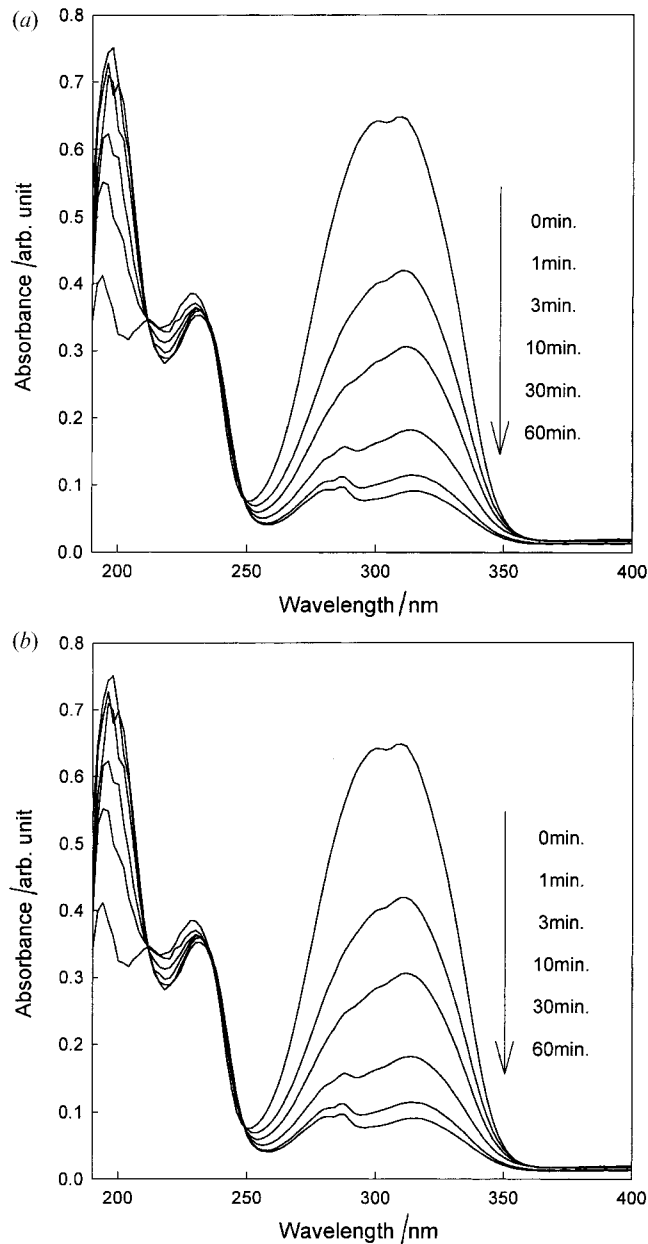 (a)
0.8
0.7
0.6
0.5
0.4
0.3
0.2
0.1
0.0
Absorbance /arb. unit
0min.
1min.
3min.
10min.
30min.
60min.
200 250 300 350 400
Wavelength /nm
(b)
0.8
0.7
0.6
0.5
0.4
0.3
0.2
0.1
0.0
Absorbance /arb. unit
0min.
1min.
3min.
10min.
30min.
60min.
200 250 300 350 400
Wavelength /nm